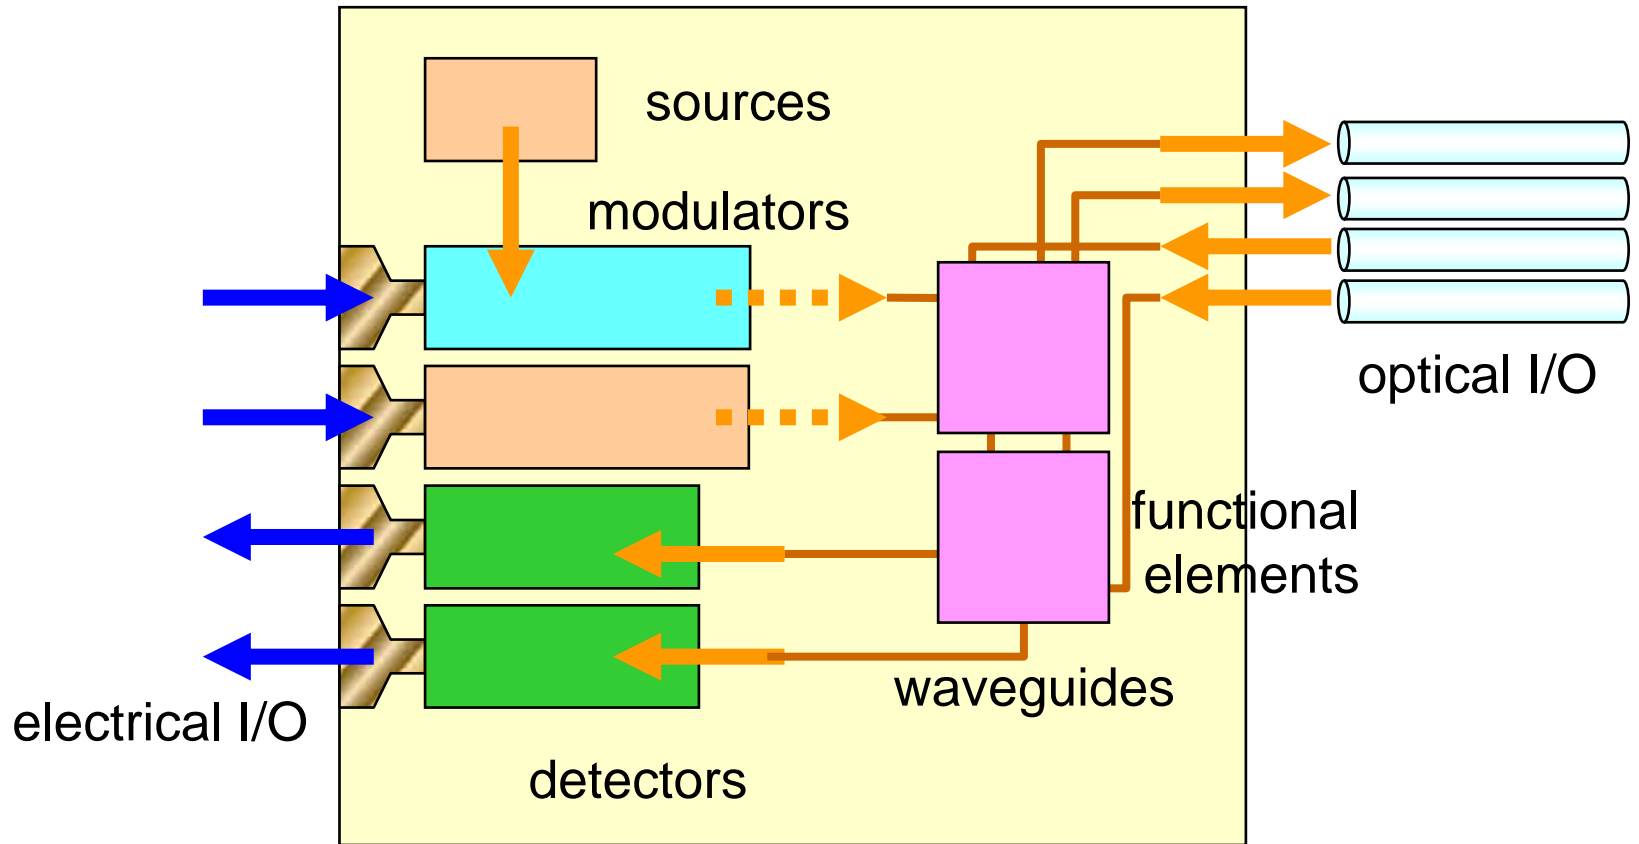 sources
modulators
optical I/O
functional
elements
waveguides
electrical I/O
detectors